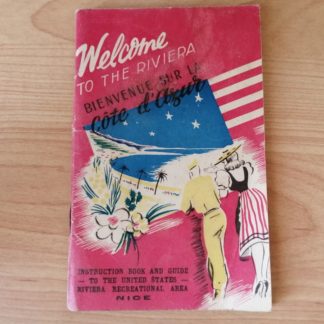 Welcome
TO THE RIVIERA
BIENVENUE SUR LA
Côte d'Azur
INSTRUCTION BOOK AND GUIDE
- TO THE UNITED STATES -
RIVIERA RECREATIONAL AREA
NICE